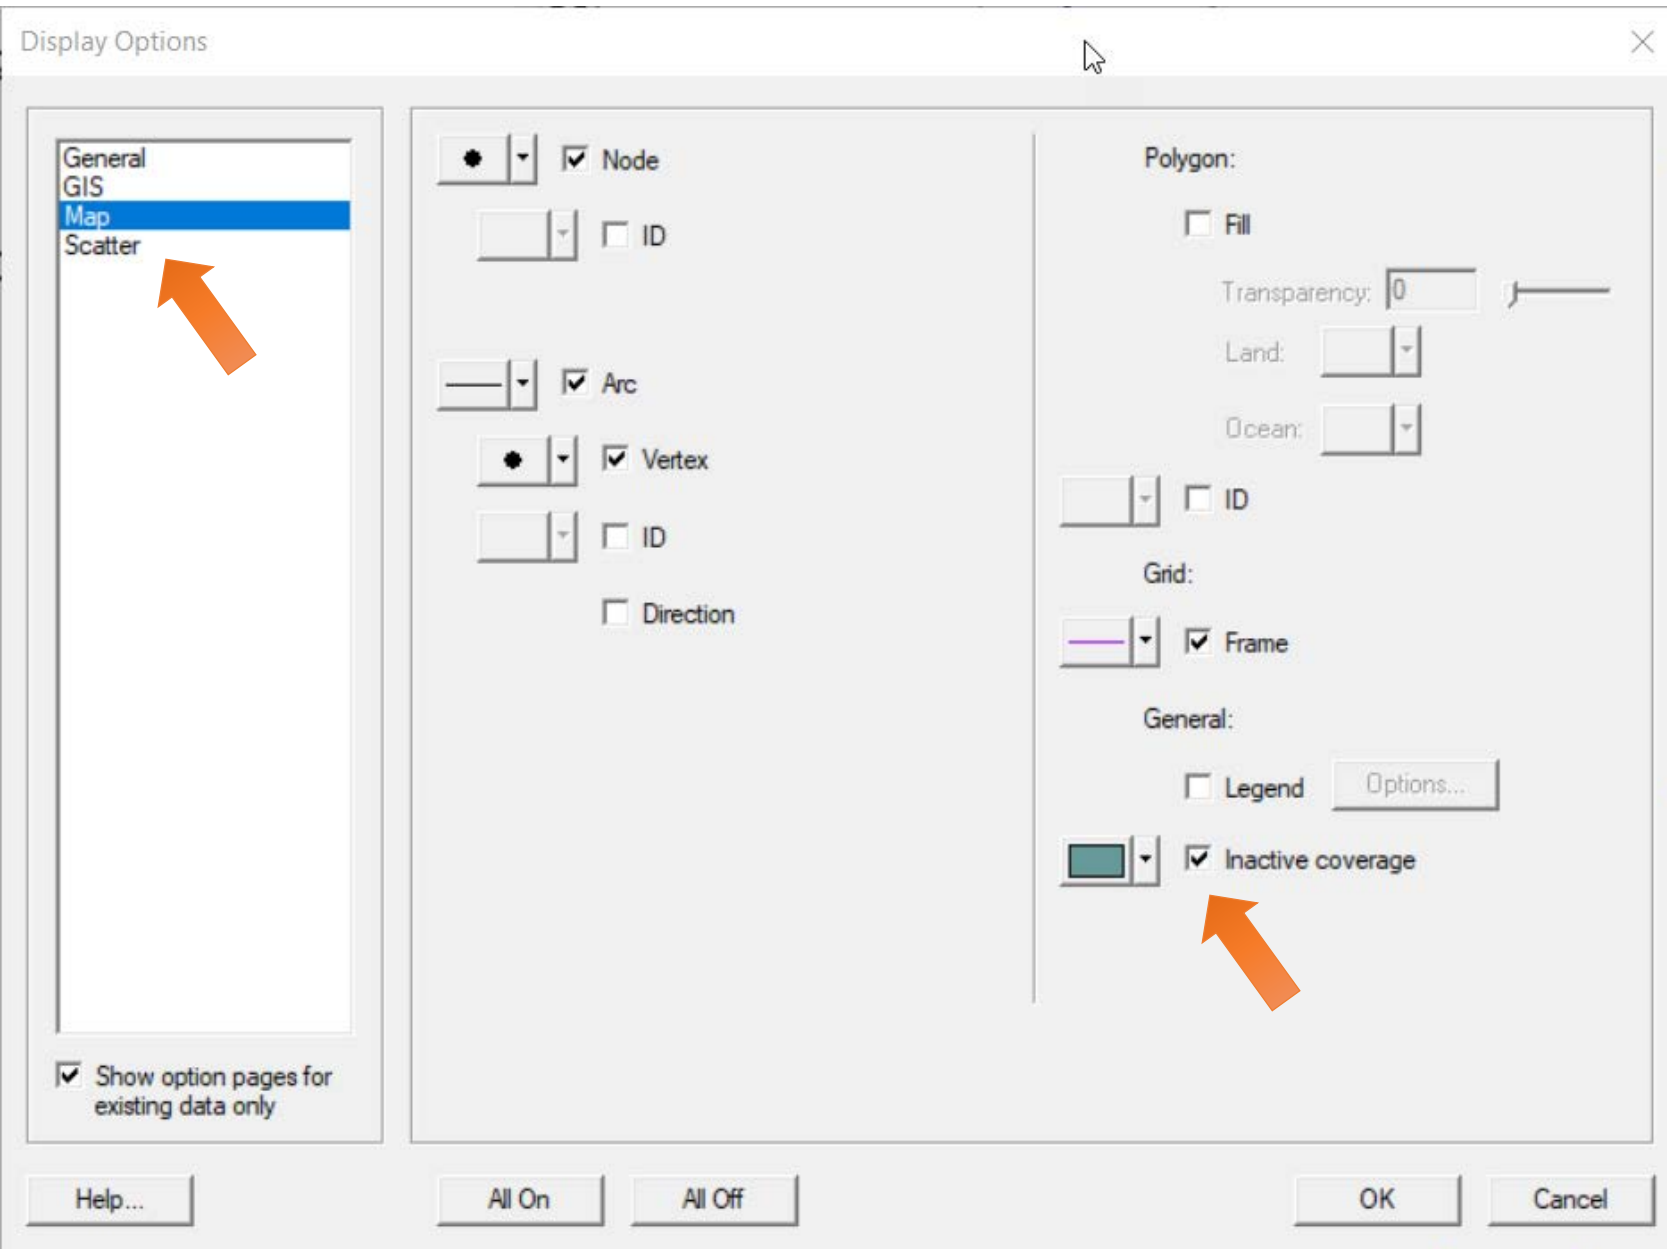 Display Options
General
GIS
Map
Scatter
Show option pages for
existing data only
Node
ID
Arc
Vertex
ID
Direction
Polygon:
Fill
Transparency: 0
Land:
Ocean:
ID
Grid:
Frame
General:
Legend Options...
Inactive coverage
Help... All On All Off OK Cancel